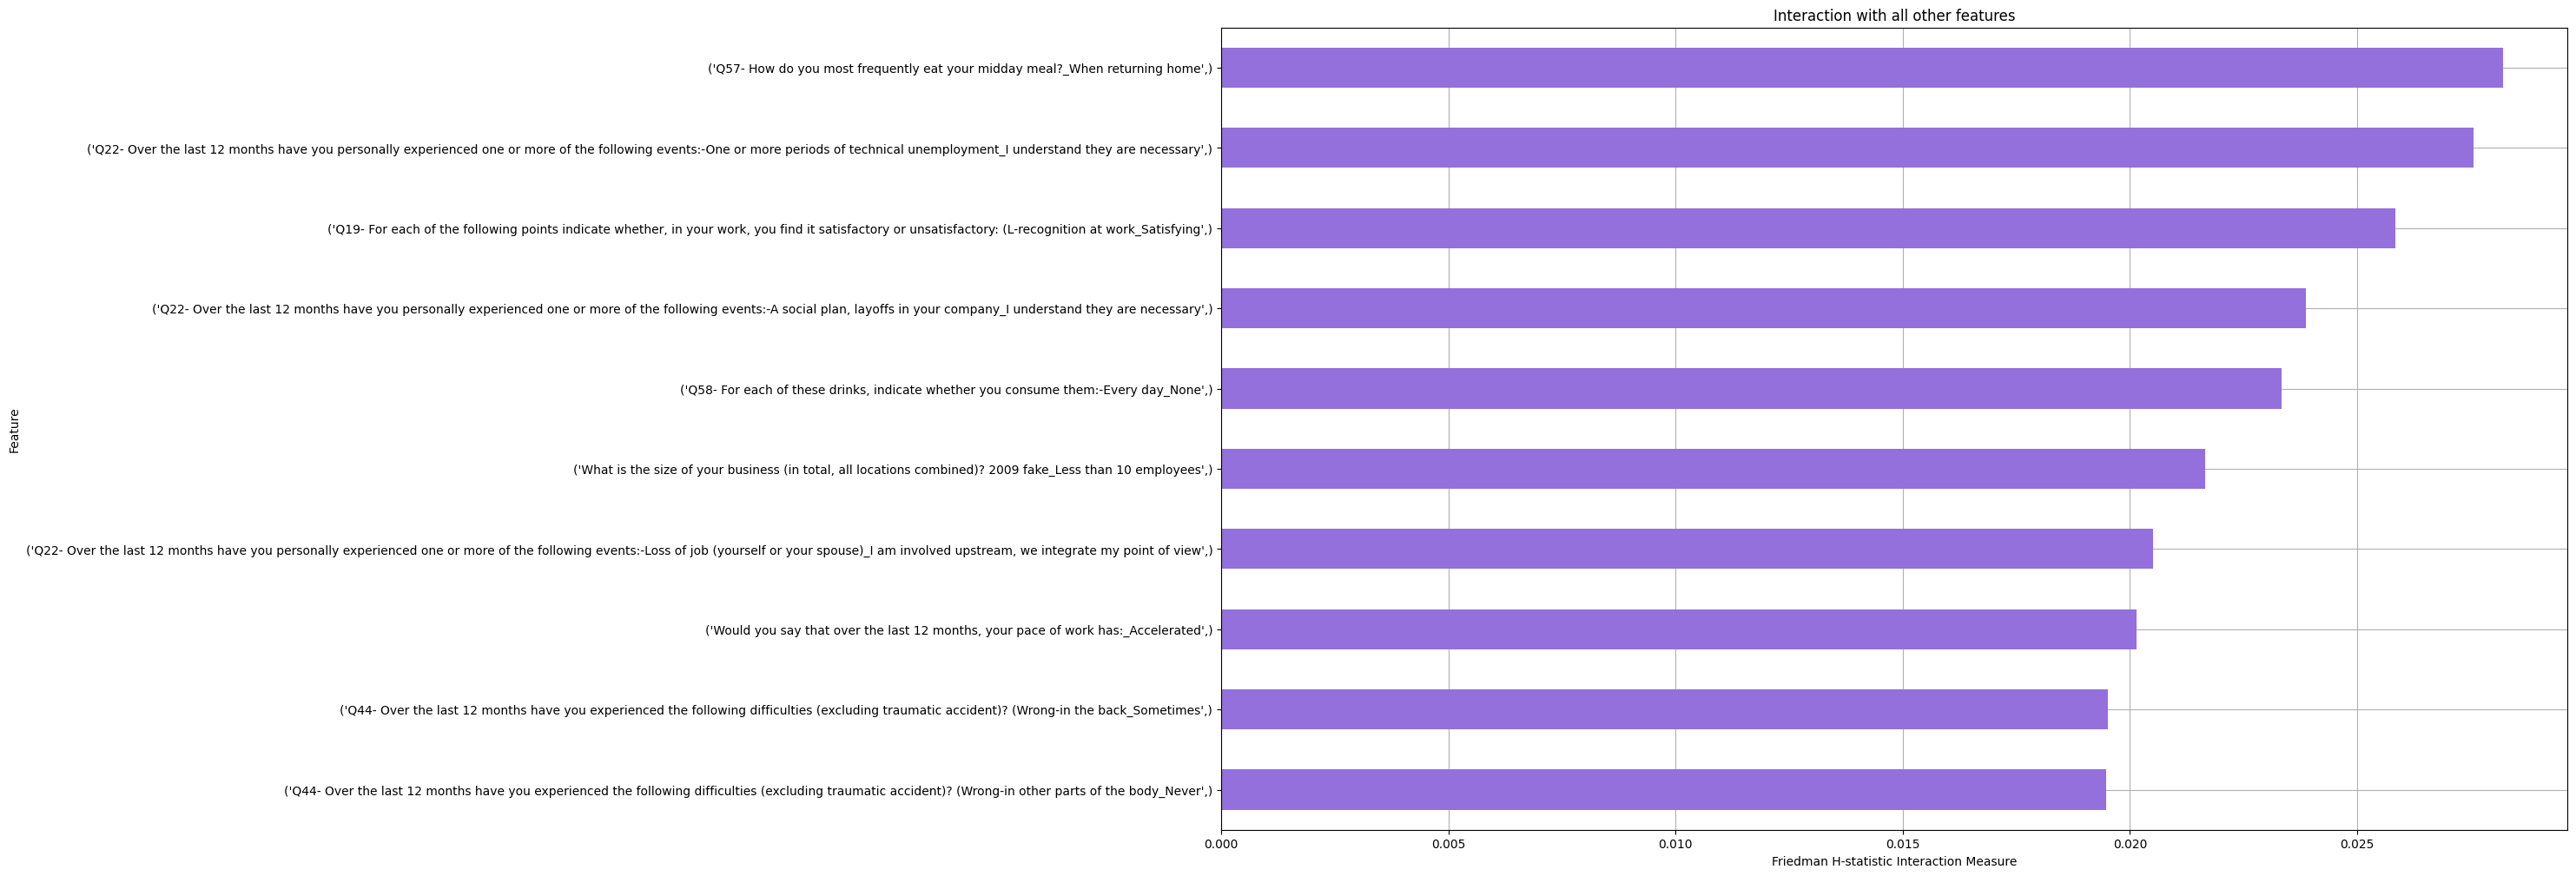 Interaction with all other features
('Q57- How do you most frequently eat your midday meal?_When returning home',)
('Q22- Over the last 12 months have you personally experienced one or more of the following events:-One or more periods of technical unemployment_I understand they are necessary',)
('Q19- For each of the following points indicate whether, in your work, you find it satisfactory or unsatisfactory: (L-recognition at work_Satisfying',)
('Q22- Over the last 12 months have you personally experienced one or more of the following events:-A social plan, layoffs in your company_I understand they are necessary',)
('Q58- For each of these drinks, indicate whether you consume them:-Every day_None',)
('What is the size of your business (in total, all locations combined)? 2009 fake_Less than 10 employees',)
('Q22- Over the last 12 months have you personally experienced one or more of the following events:-Loss of job (yourself or your spouse)_I am involved upstream, we integrate my point of view',)
('Would you say that over the last 12 months, your pace of work has:_Accelerated',)
('Q44- Over the last 12 months have you experienced the following difficulties (excluding traumatic accident)? (Wrong-in the back_Sometimes',)
('Q44- Over the last 12 months have you experienced the following difficulties (excluding traumatic accident)? (Wrong-in other parts of the body_Never',)
Feature
0.000 0.005 0.010 0.015 0.020 0.025
Friedman H-statistic Interaction Measure